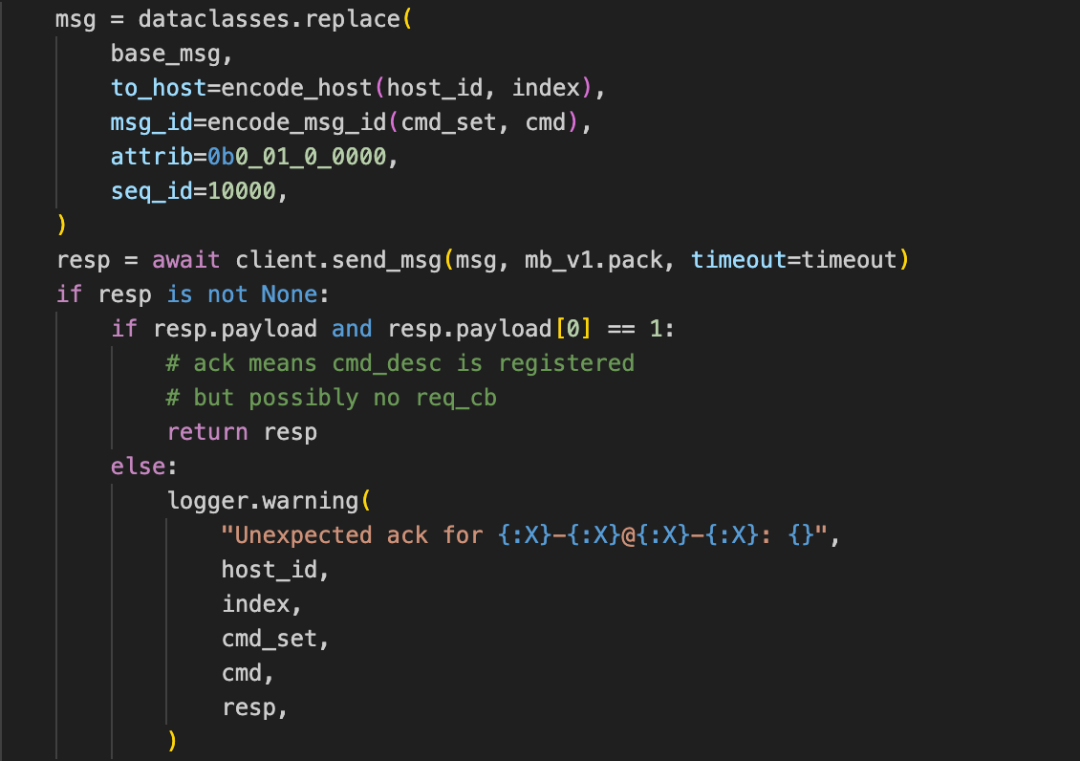 msg = dataclasses.replace(
    base_msg,
    to_host=encode_host(host_id, index),
    msg_id=encode_msg_id(cmd_set, cmd),
    attrib=0b0_01_0_0000,
    seq_id=10000,
)
resp = await client.send_msg(msg, mb_v1.pack, timeout=timeout)
if resp is not None:
    if resp.payload and resp.payload[0] == 1:
        # ack means cmd_desc is registered
        # but possibly no req_cb
        return resp
    else:
        logger.warning(
            "Unexpected ack for {:X}-{:X}@{:X}-{:X}: {}",
            host_id,
            index,
            cmd_set,
            cmd,
            resp,
        )